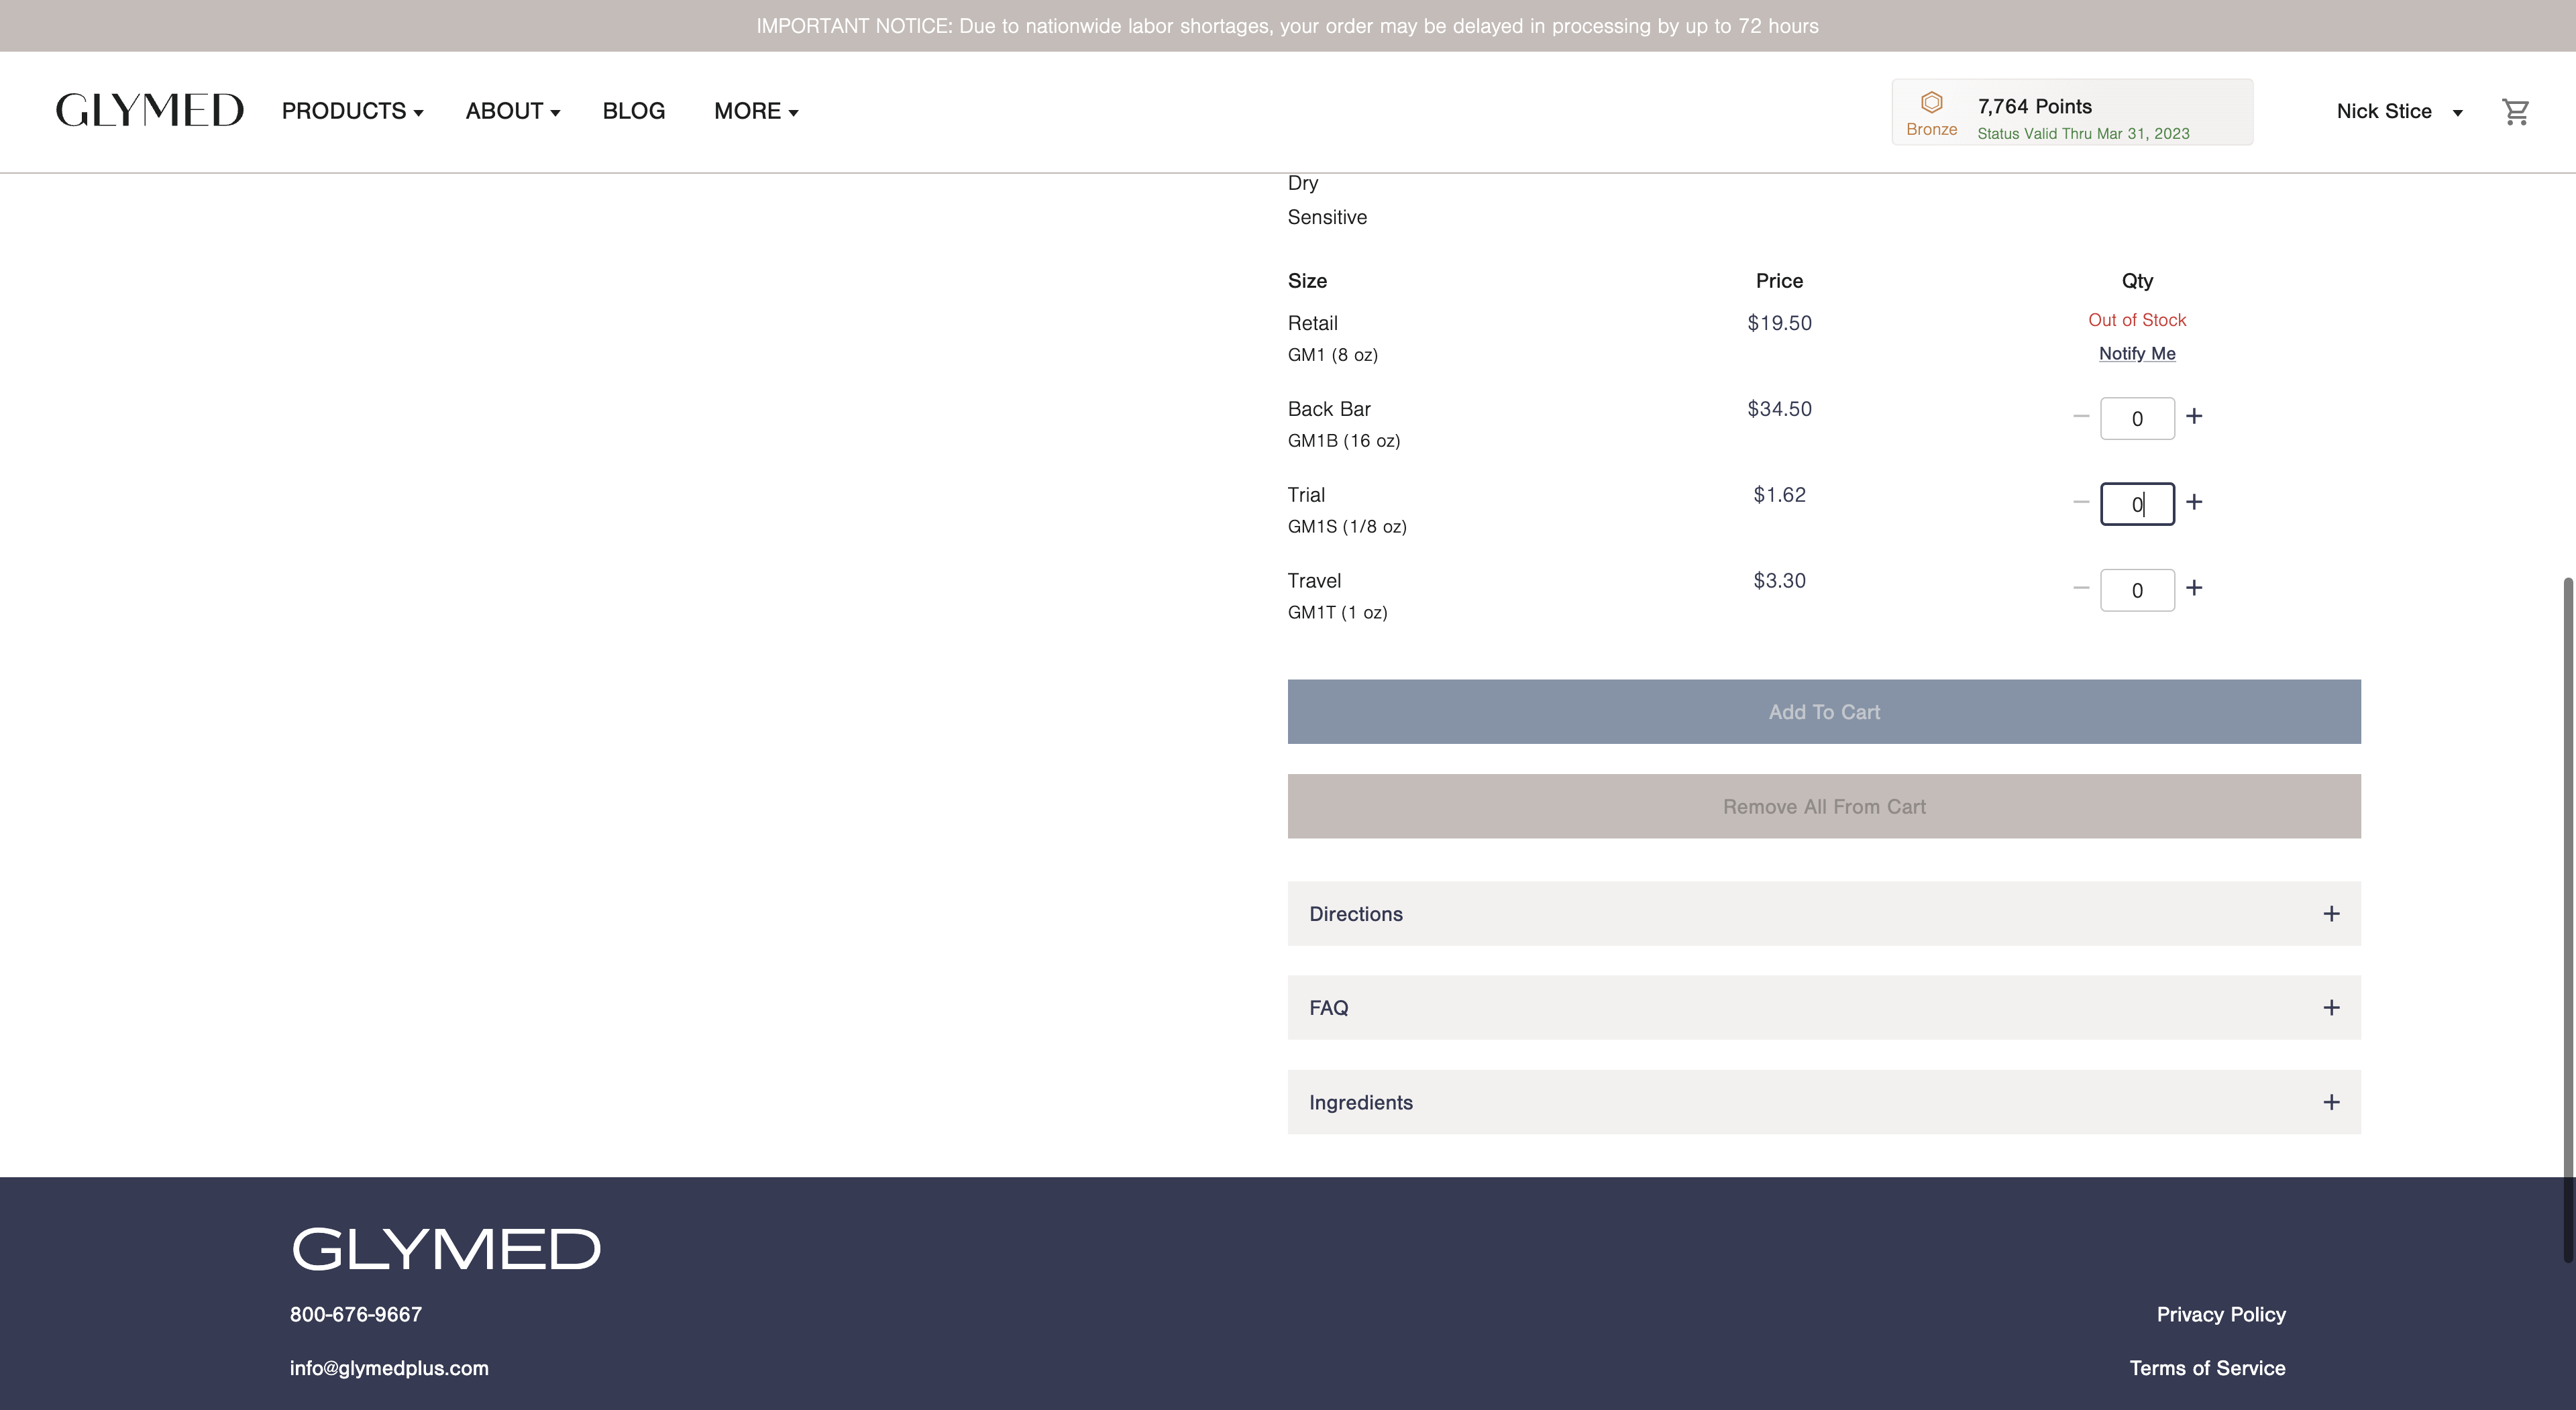 IMPORTANT NOTICE: Due to nationwide labor shortages, your order may be delayed in processing by up to 72 hours
GLYMED PRODUCTS ABOUT BLOG MORE
Bronze
7,764 Points
Status Valid Thru Mar 31, 2023
Nick Stice
Dry
Sensitive
Size Price Qty
Retail $19.50 Out of Stock
GM1 (8 oz) Notify Me
Back Bar $34.50 0
GM1B (16 oz)
Trial $1.62 0
GM1S (1/8 oz)
Travel $3.30 0
GM1T (1 oz)
Add To Cart
Remove All From Cart
Directions
FAQ
Ingredients
GLYMED
800-676-9667 Privacy Policy
info@glymedplus.com Terms of Service